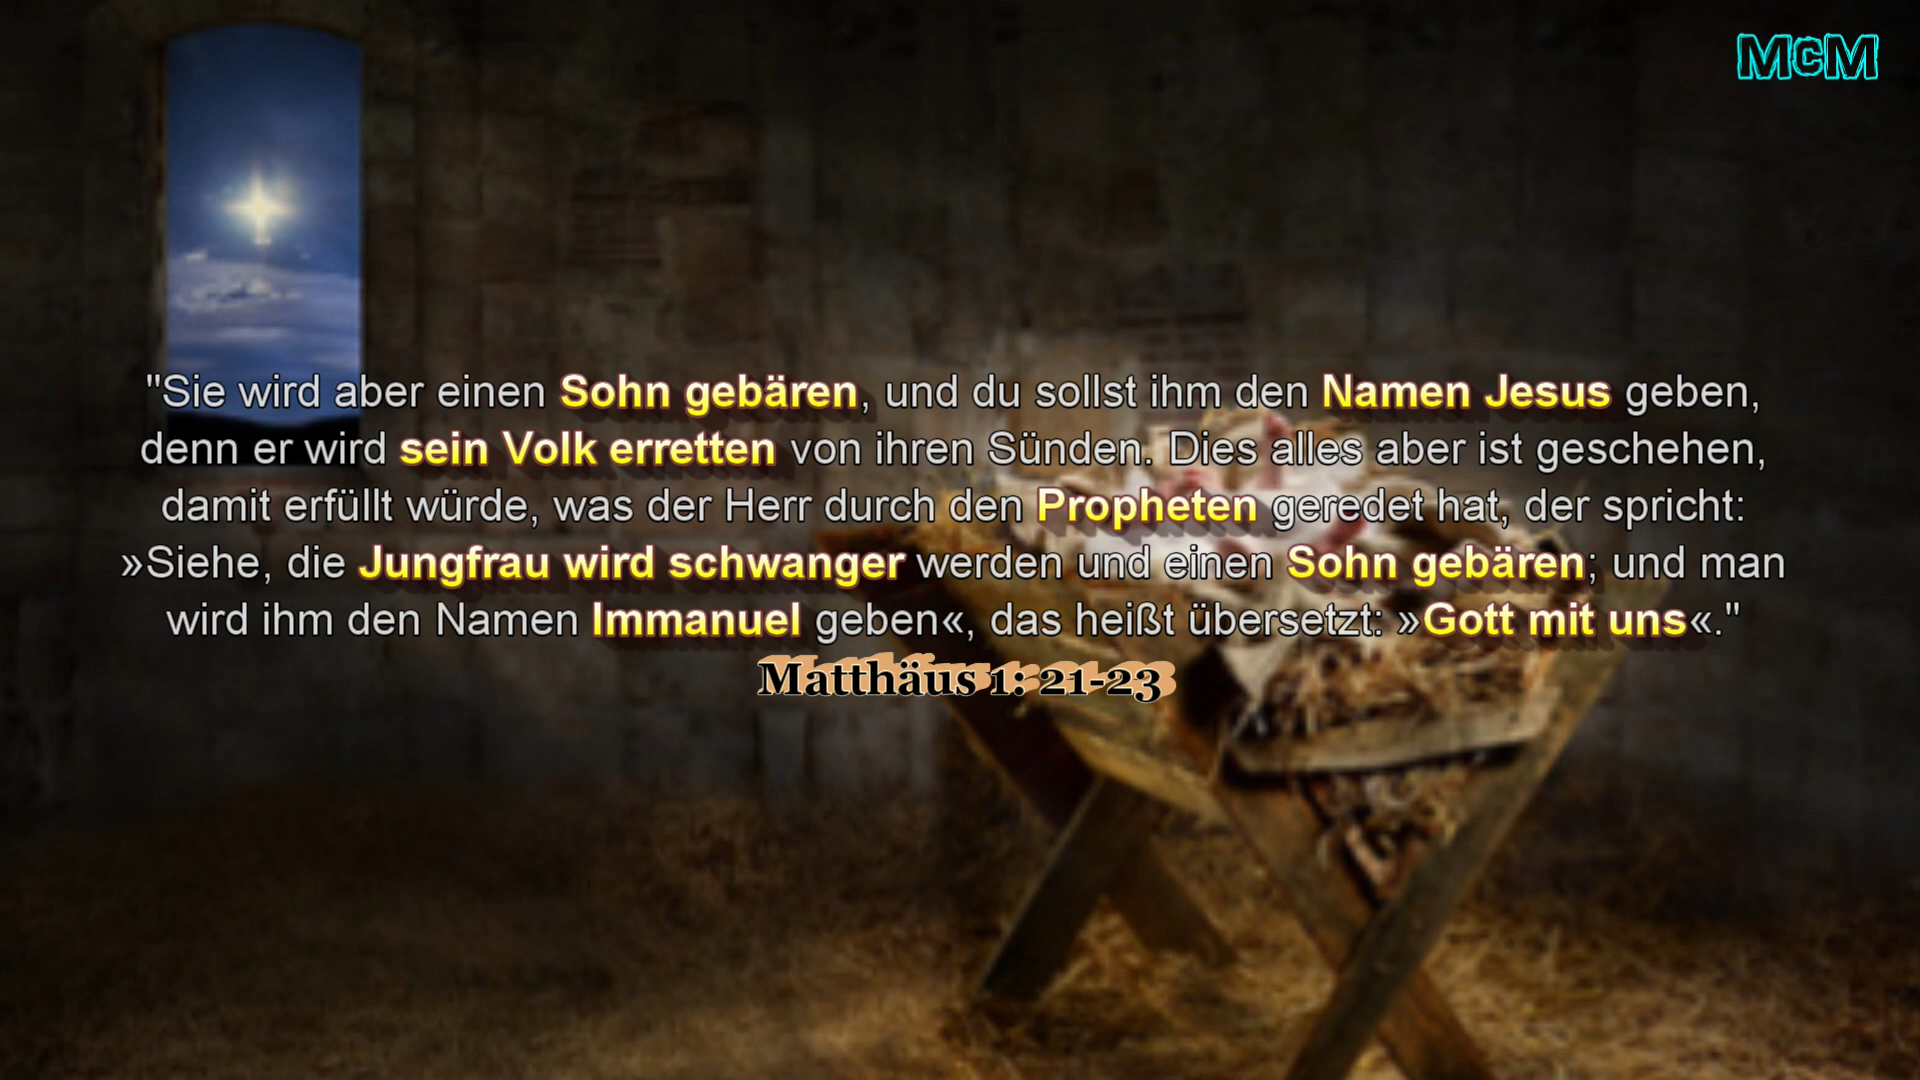 McM
"Sie wird aber einen Sohn gebären, und du sollst ihm den Namen Jesus geben,
denn er wird sein Volk erretten von ihren Sünden. Dies alles aber ist geschehen,
damit erfüllt würde, was der Herr durch den Propheten geredet hat, der spricht:
»Siehe, die Jungfrau wird schwanger werden und einen Sohn gebären; und man
wird ihm den Namen Immanuel geben«, das heißt übersetzt: »Gott mit uns«."
Matthäus 1: 21-23